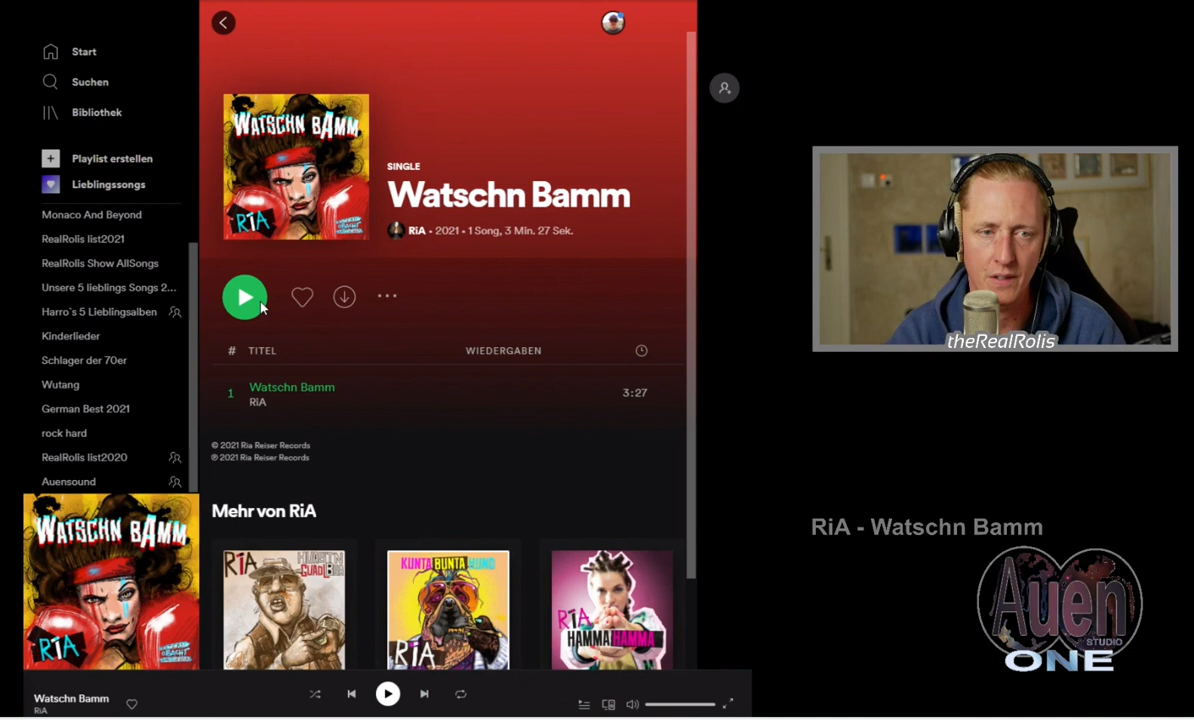 Start
Suchen
Bibliothek
Playlist erstellen
Lieblingssongs
Monaco And Beyond
RealRolis list2021
RealRolis Show AllSongs
Unsere 5 lieblings Songs 2...
Harro`s 5 Lieblingsalben
Kinderlieder
Schlager der 70er
Wutang
German Best 2021
rock hard
RealRolis list2020
Auensound
WATSCHN BAMM
RiA
WATSCHN BAMM
RiA
SINGLE
Watschn Bamm
RiA • 2021 • 1 Song, 3 Min. 27 Sek.
# TITEL WIEDERGABEN
1 Watschn Bamm 3:27
RiA
© 2021 Ria Reiser Records
℗ 2021 Ria Reiser Records
Mehr von RiA
RiA
KUNTA BUNTA HUND
RiA
RiA
HAMMA HAMMA
Watschn Bamm
RiA
theRealRolis
RiA - Watschn Bamm
Auen
STUDIO
ONE